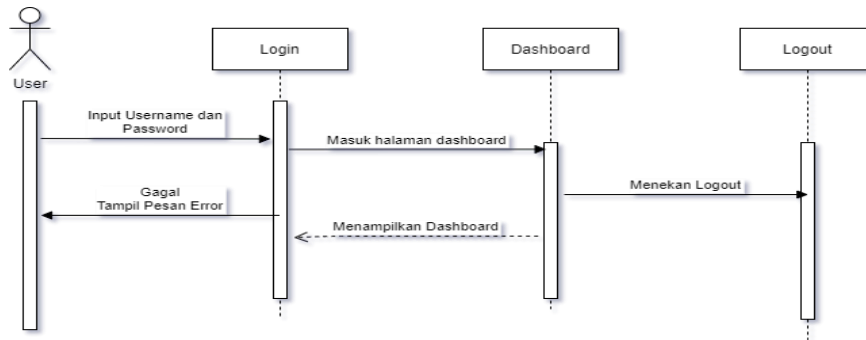 Login
Dashboard
Logout
User
Input Username dan
Password
Masuk halaman dashboard
Gagal
Tampil Pesan Error
Menekan Logout
Menampilkan Dashboard